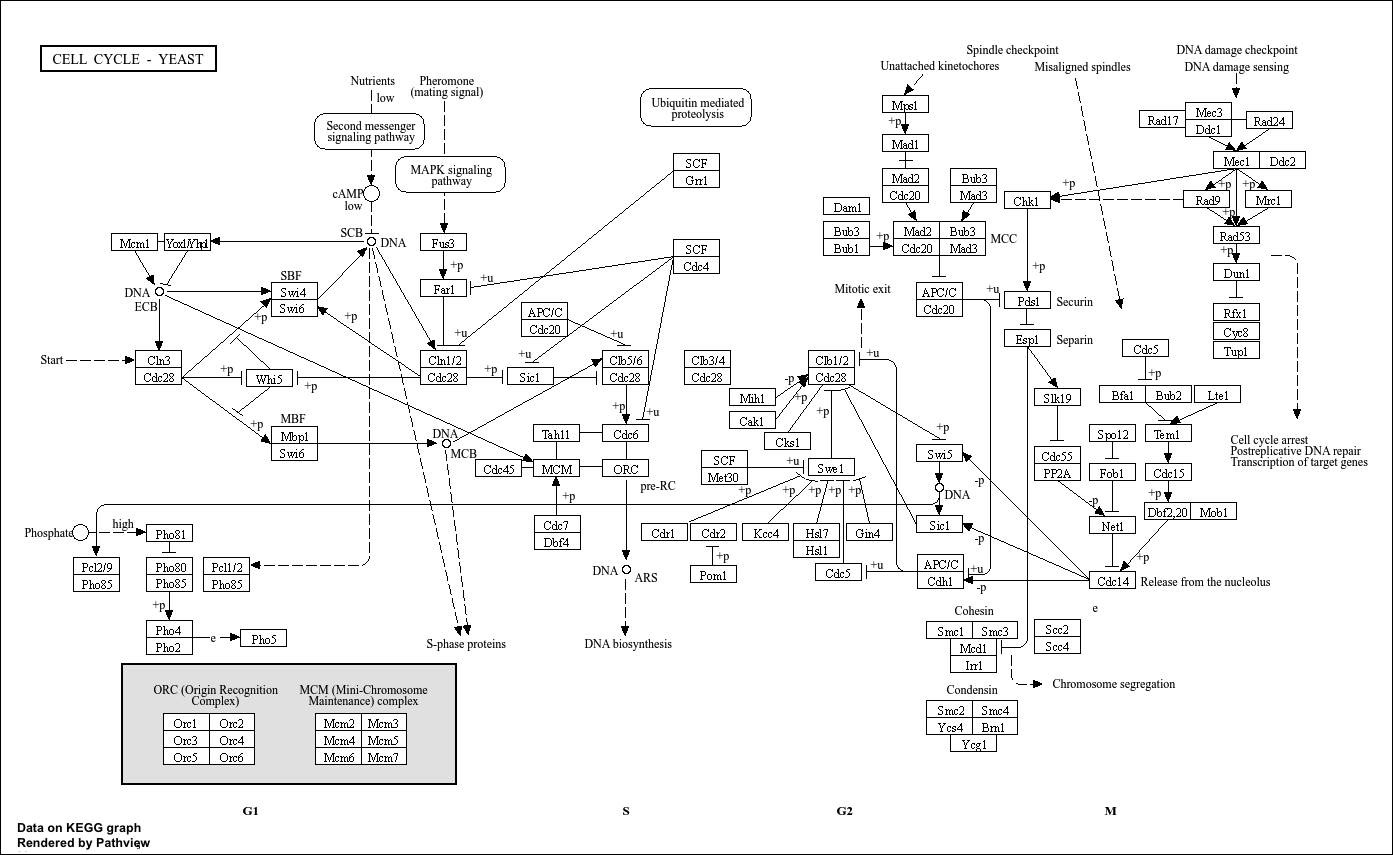 CELL CYCLE - YEAST
Nutrients
low
Second messenger
signaling pathway
cAMP
low
SCB
DNA
Pheromone
(mating signal)
MAPK signaling
pathway
Fus3
+p
Far1
+u
+u
Ubiquitin mediated
proteolysis
SCF
Grr1
SCF
Cdc4
Spindle checkpoint
Unattached kinetochores
Misaligned spindles
DNA damage checkpoint
DNA damage sensing
Mps1
+p
Mad1
Mad2
Cdc20
Bub3
Mad3
Dam1
Bub3
Bub1
+p
Mad2
Bub3
Cdc20
Mad3
MCC
Rad17
Mec3
Ddc1
Rad24
Mec1
Ddc2
+p
+p
+p
Chk1
Rad9
Mrc1
+p
Rad53
+p
Dun1
Rfx1
Cyc8
Tup1
Mcm1
Yox1/Yhp1
DNA
ECB
SBF
Swi4
Swi6
+p
+p
Start
Cln3
Cdc28
+p
Whi5
+p
+p
MBF
Mbp1
Swi6
Cln1/2
Cdc28
+p
Sic1
+u
APC/C
Cdc20
+u
Clb5/6
Cdc28
+p
+u
Clb3/4
Cdc28
DNA
MCB
Tah11
Cdc6
Cdc45
MCM
ORC
pre-RC
+p
Cdc7
Dbf4
DNA
ARS
DNA biosynthesis
S-phase proteins
Mitotic exit
APC/C
Cdc20
+u
+p
Pds1
Securin
Esp1
Separin
Clb1/2
Cdc28
+u
-p
+p
Mih1
Cak1
Cks1
SCF
Met30
+u
Swe1
+p
+p
+p
+p
+p
Cdr1
Cdr2
Kcc4
Hsl7
Hsl1
Gin4
+p
Pom1
Cdc5
+u
+p
Swi5
-p
DNA
Sic1
-p
APC/C
Cdh1
+u
-p
Slk19
Cdc55
PP2A
-p
Spo12
Fob1
Net1
Cdc5
+p
Bfa1
Bub2
Lte1
Tem1
Cdc15
+p
Dbf2,20
Mob1
+p
Cdc14
Release from the nucleolus
e
Cell cycle arrest
Postreplicative DNA repair
Transcription of target genes
Phosphate
high
Pho81
Pcl2/9
Pho85
Pho80
Pho85
Pcl1/2
Pho85
+p
Pho4
Pho2
e
Pho5
Cohesin
Smc1
Smc3
Mcd1
Irr1
Scc2
Scc4
Chromosome segregation
Condensin
Smc2
Smc4
Ycs4
Brn1
Ycg1
ORC (Origin Recognition
Complex)
Orc1
Orc2
Orc3
Orc4
Orc5
Orc6
MCM (Mini-Chromosome
Maintenance) complex
Mcm2
Mcm3
Mcm4
Mcm5
Mcm6
Mcm7
G1
S
G2
M
Data on KEGG graph
Rendered by Pathview